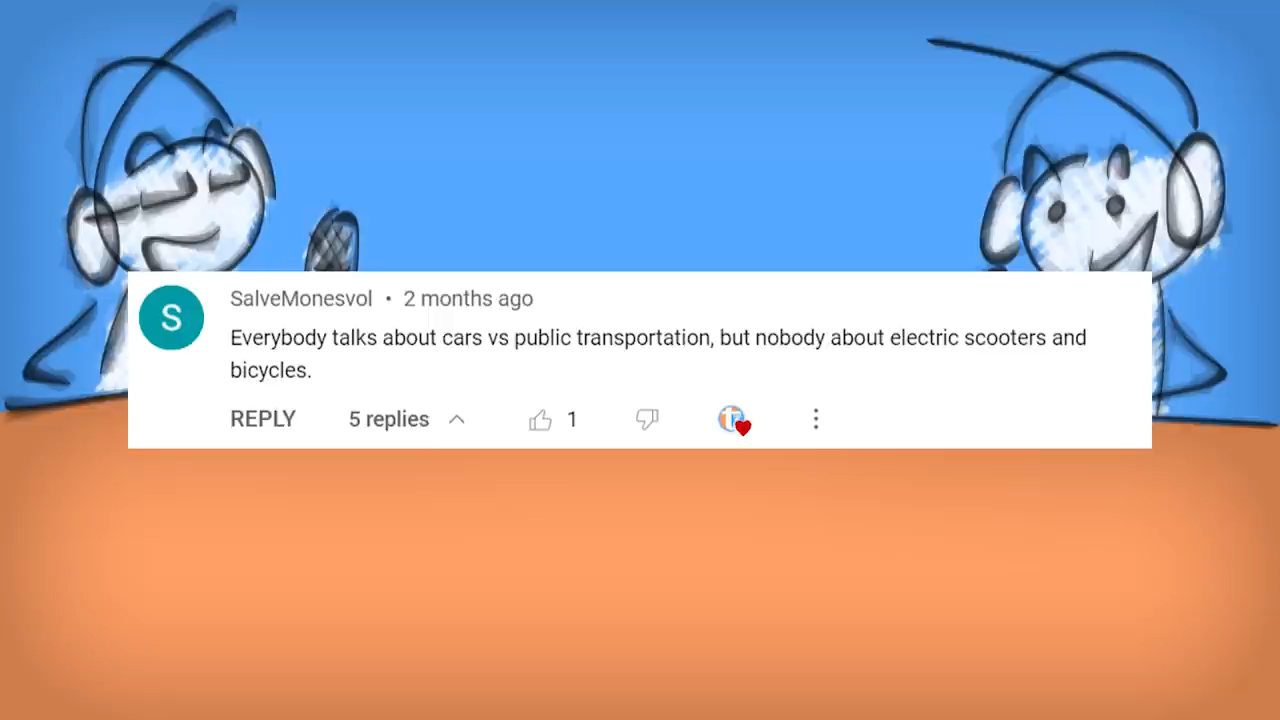 S
SalveMonesvol • 2 months ago
Everybody talks about cars vs public transportation, but nobody about electric scooters and
bicycles.
REPLY 5 replies 1